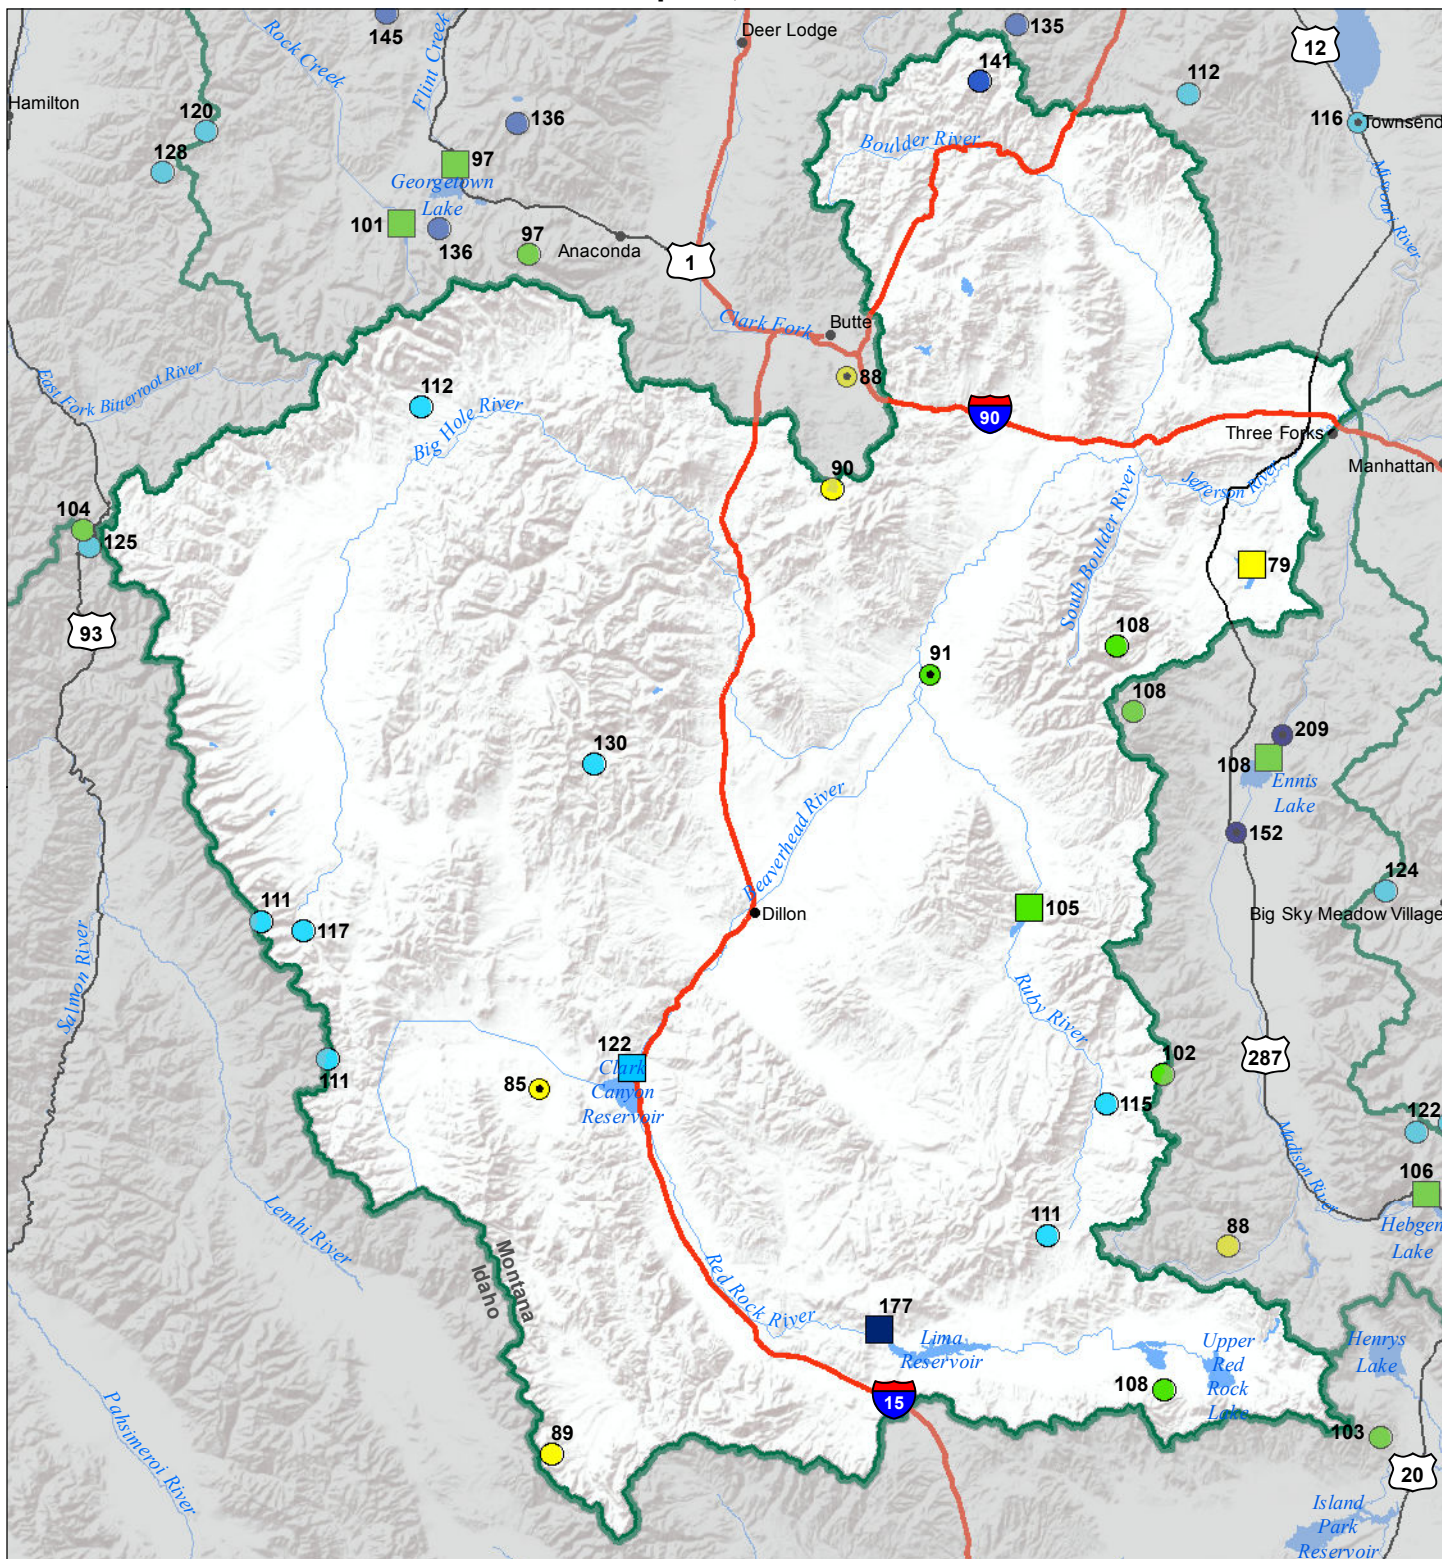 145
135
Deer Lodge
12
Rock Creek
Flint Creek
141
112
Hamilton
120
136
116
Townsend
Boulder River
128
97
Georgetown
Lake
Missouri River
101
136
97
Anaconda
1
Clark Fork
Butte
88
East Fork Bitterroot River
112
Big Hole River
90
Three Forks
Manhattan
90
Jefferson River
South Boulder River
104
125
79
93
108
91
108
209
130
108
Ennis
Lake
Beaverhead River
152
124
111
117
Dillon
105
Big Sky Meadow Village
Salmon River
Ruby River
122
Clark
Canyon
Reservoir
102
287
111
85
115
122
Madison River
106
Lemhi River
Hebgen
Lake
88
111
Montana
Idaho
Red Rock River
177
Lima
Reservoir
Upper
Red
Rock
Lake
Henrys
Lake
108
15
Pahsimeroi River
89
103
20
Island
Park
Reservoir